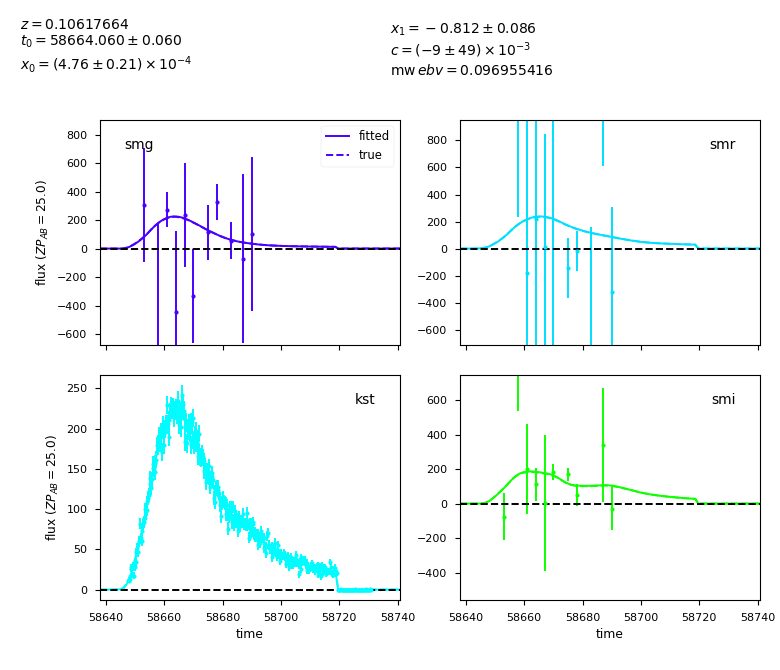 z = 0.10617664
t₀ = 58664.060 ± 0.060
x₀ = (4.76 ± 0.21) × 10⁻⁴
x₁ = −0.812 ± 0.086
c = (−9 ± 49) × 10⁻³
mw ebv = 0.096955416
smg
fitted
true
800
600
400
200
0
−200
−400
−600
flux (ZP_AB = 25.0)
smr
800
600
400
200
0
−200
−400
−600
kst
250
200
150
100
50
0
flux (ZP_AB = 25.0)
58640 58660 58680 58700 58720 58740
time
smi
600
400
200
0
−200
−400
58640 58660 58680 58700 58720 58740
time